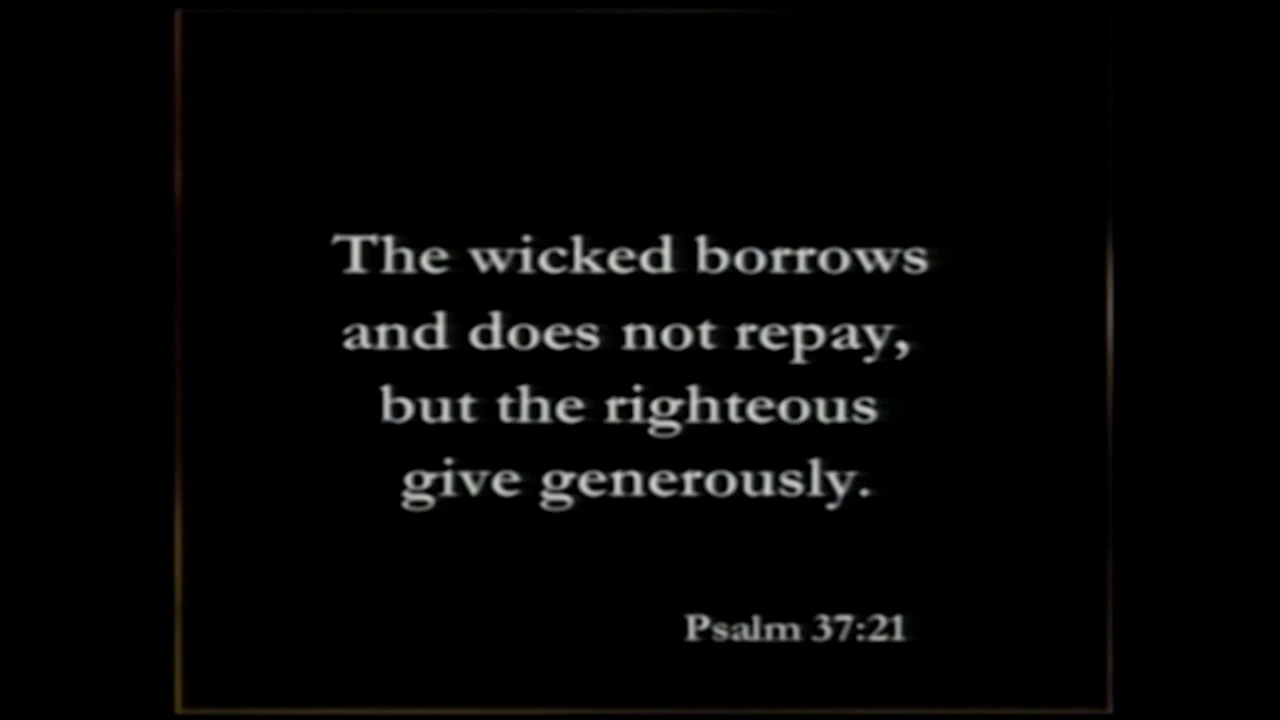 The wicked borrows
and does not repay,
but the righteous
give generously.
Psalm 37:21